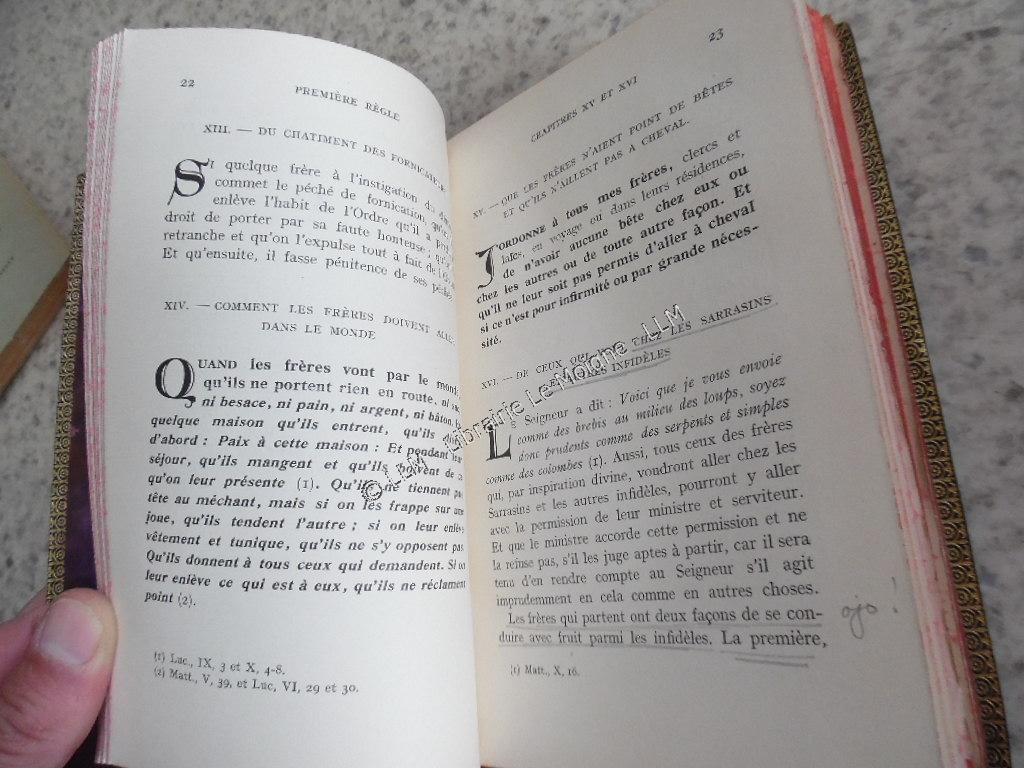 22
PREMIÈRE RÈGLE
XIII. — DU CHATIMENT DES FORNICATEURS
SI quelque frère à l'instigation du
commet le péché de fornication, qu'on
enlève l'habit de l'Ordre qu'il a
droit de porter par sa faute honteuse;
retranche et qu'on l'expulse tout à fait de
Et qu'ensuite, il fasse pénitence de ses péchés
XIV. — COMMENT LES FRÈRES DOIVENT ALLER
DANS LE MONDE
QUAND les frères vont par le monde
qu'ils ne portent rien en route, ni sac,
ni besace, ni pain, ni argent, ni bâton. En
quelque maison qu'ils entrent, qu'ils
d'abord : Paix à cette maison : Et pendant leur
séjour, qu'ils mangent et qu'ils boivent de ce
qu'on leur présente (1). Qu'ils ne tiennent pas
tête au méchant, mais si on les frappe sur une
joue, qu'ils tendent l'autre ; si on leur enlève
vêtement et tunique, qu'ils ne s'y opposent pas.
Qu'ils donnent à tous ceux qui demandent. Si on
leur enlève ce qui est à eux, qu'ils ne réclament
point (2).
(1) Luc., IX, 3 et X, 4-8.
(2) Matt., V, 39, et Luc, VI, 29 et 30.
23
CHAPITRES XV ET XVI
XV. — QUE LES FRÈRES N'AIENT POINT DE BÊTES
ET QU'ILS N'AILLENT PAS A CHEVAL.
J'ORDONNE à tous mes frères, clercs et
laïcs, en voyage ou dans leurs résidences,
de n'avoir aucune bête chez eux ou
chez les autres ou de toute autre façon. Et
qu'il ne leur soit pas permis d'aller à cheval
si ce n'est pour infirmité ou par grande néces-
sité.
XVI. — DE CEUX QUI CHEZ LES SARRASINS
INFIDÈLES
LE Seigneur a dit : Voici que je vous envoie
comme des brebis au milieu des loups, soyez
donc prudents comme des serpents et simples
comme des colombes (1). Aussi, tous ceux des frères
qui, par inspiration divine, voudront aller chez les
Sarrasins et les autres infidèles, pourront y aller
avec la permission de leur ministre et serviteur.
Et que le ministre accorde cette permission et ne
la refuse pas, s'il les juge aptes à partir, car il sera
tenu d'en rendre compte au Seigneur s'il agit
imprudemment en cela comme en autres choses.
Les frères qui partent ont deux façons de se con-
duire avec fruit parmi les infidèles. La première,
ojo !
(1) Matt., X, 16.
© LLM Librairie Le Moigne LLM